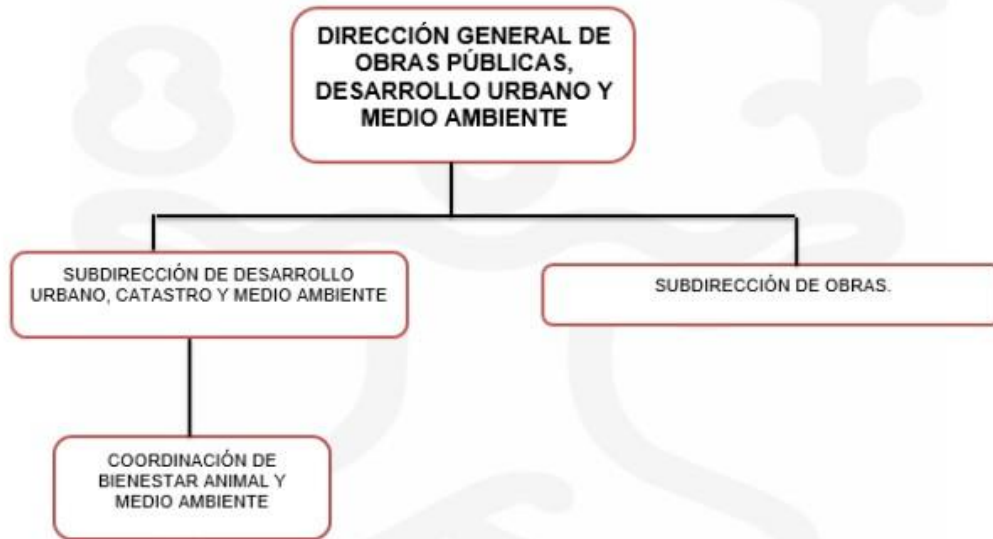 DIRECCIÓN GENERAL DE
OBRAS PÚBLICAS,
DESARROLLO URBANO Y
MEDIO AMBIENTE
SUBDIRECCIÓN DE DESARROLLO
URBANO, CATASTRO Y MEDIO AMBIENTE
SUBDIRECCIÓN DE OBRAS.
COORDINACIÓN DE
BIENESTAR ANIMAL Y
MEDIO AMBIENTE